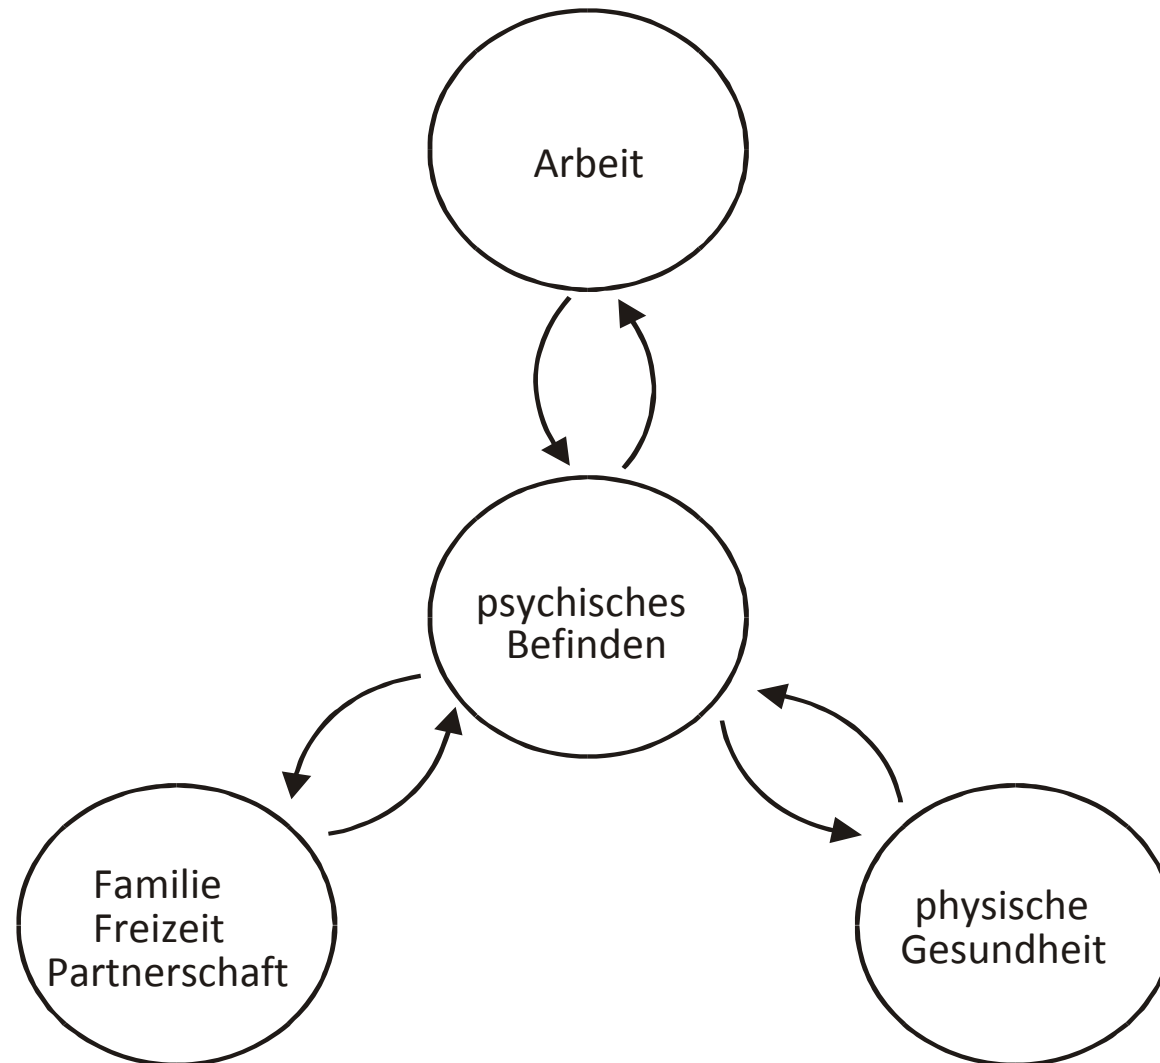 Arbeit
psychisches
Befinden
Familie
Freizeit
Partnerschaft
physische
Gesundheit